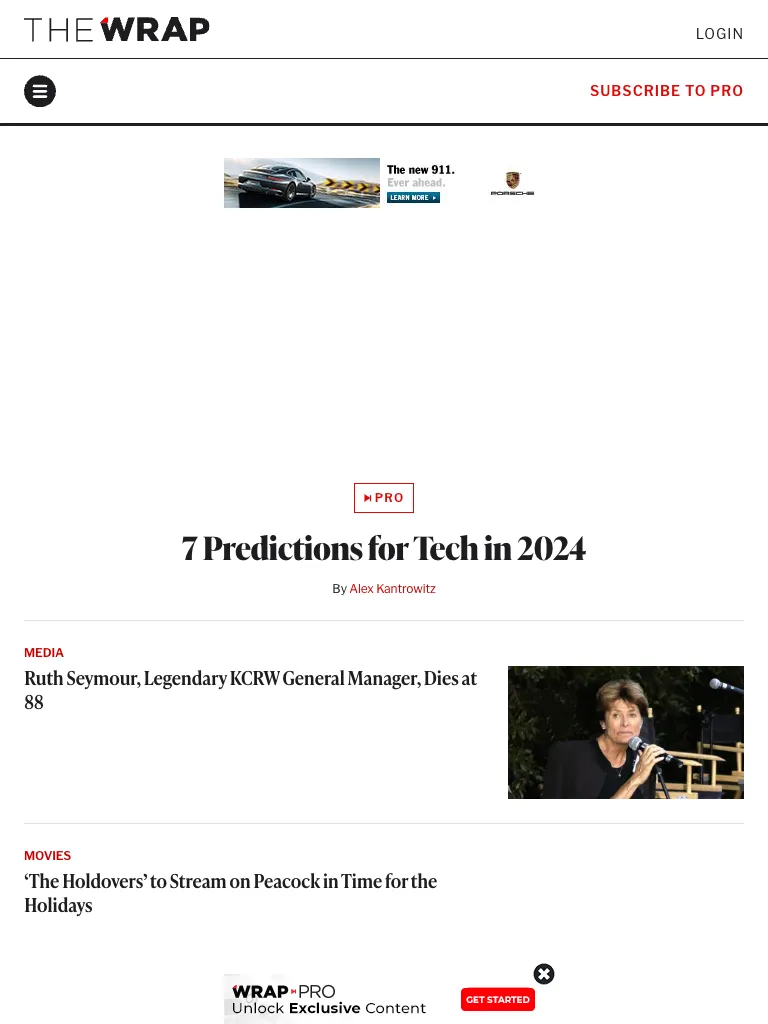 THE WRAP
LOGIN
SUBSCRIBE TO PRO
The new 911.
Ever ahead.
LEARN MORE
PORSCHE
PRO
7 Predictions for Tech in 2024
By Alex Kantrowitz
MEDIA
Ruth Seymour, Legendary KCRW General Manager, Dies at
88
MOVIES
‘The Holdovers’ to Stream on Peacock in Time for the
Holidays
WRAP PRO
Unlock Exclusive Content
GET STARTED